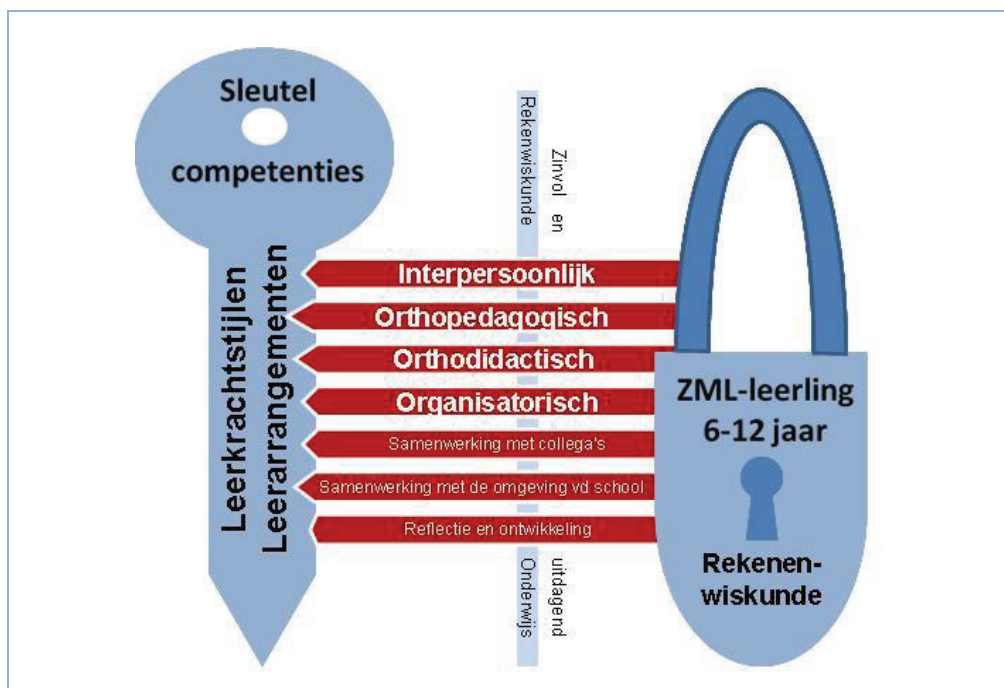 Sleutel
competenties
Leerkrachtstijlen
Leerarrangementen
Rekenwiskunde
Zinvol en
Interpersoonlijk
Orthopedagogisch
Orthodidactisch
Organisatorisch
Samenwerking met collega's
Samenwerking met de omgeving vd school
Reflectie en ontwikkeling
Onderwijs
uitdagend
ZML-leerling
6-12 jaar
Rekenen-
wiskunde